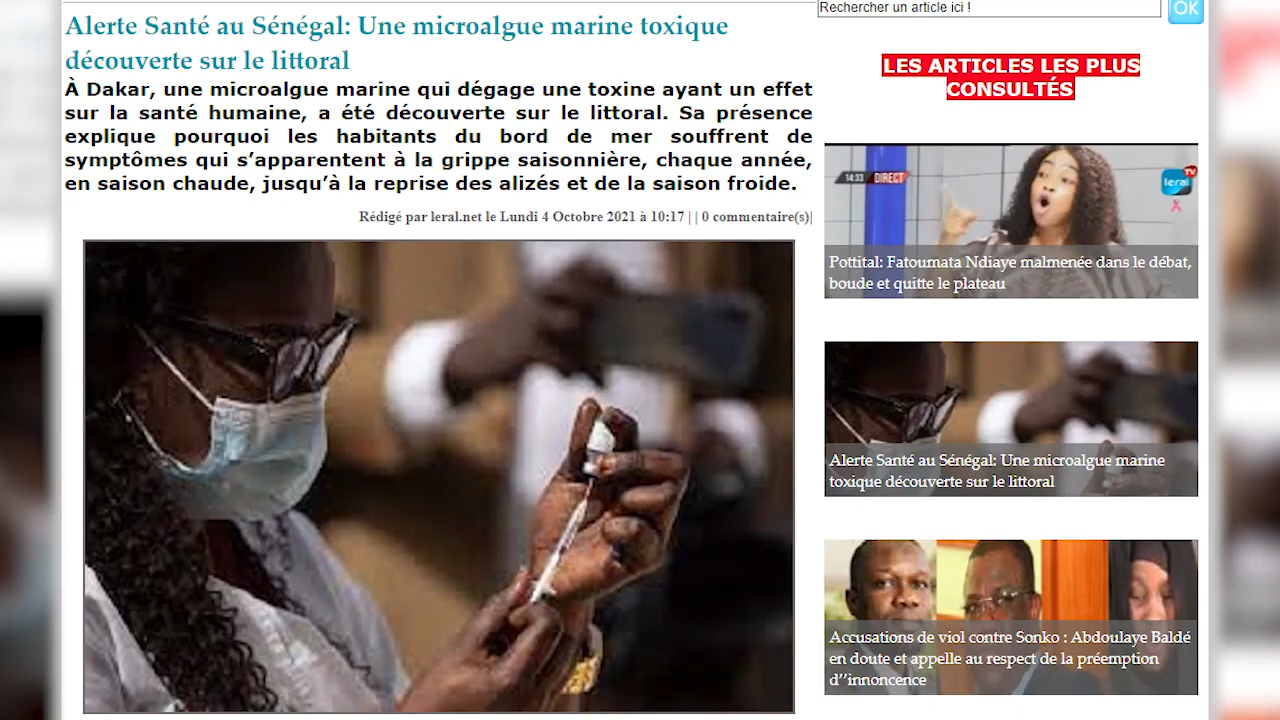 Alerte Santé au Sénégal: Une microalgue marine toxique
découverte sur le littoral
À Dakar, une microalgue marine qui dégage une toxine ayant un effet
sur la santé humaine, a été découverte sur le littoral. Sa présence
explique pourquoi les habitants du bord de mer souffrent de
symptômes qui s’apparentent à la grippe saisonnière, chaque année,
en saison chaude, jusqu’à la reprise des alizés et de la saison froide.
Rédigé par leral.net le Lundi 4 Octobre 2021 à 10:17 | | 0 commentaire(s)|
Rechercher un article ici !
OK
LES ARTICLES LES PLUS
CONSULTÉS
14:33 DIRECT
leral TV
Pottital: Fatoumata Ndiaye malmenée dans le débat,
boude et quitte le plateau
Alerte Santé au Sénégal: Une microalgue marine
toxique découverte sur le littoral
Accusations de viol contre Sonko : Abdoulaye Baldé
en doute et appelle au respect de la préemption
d’’innoncence